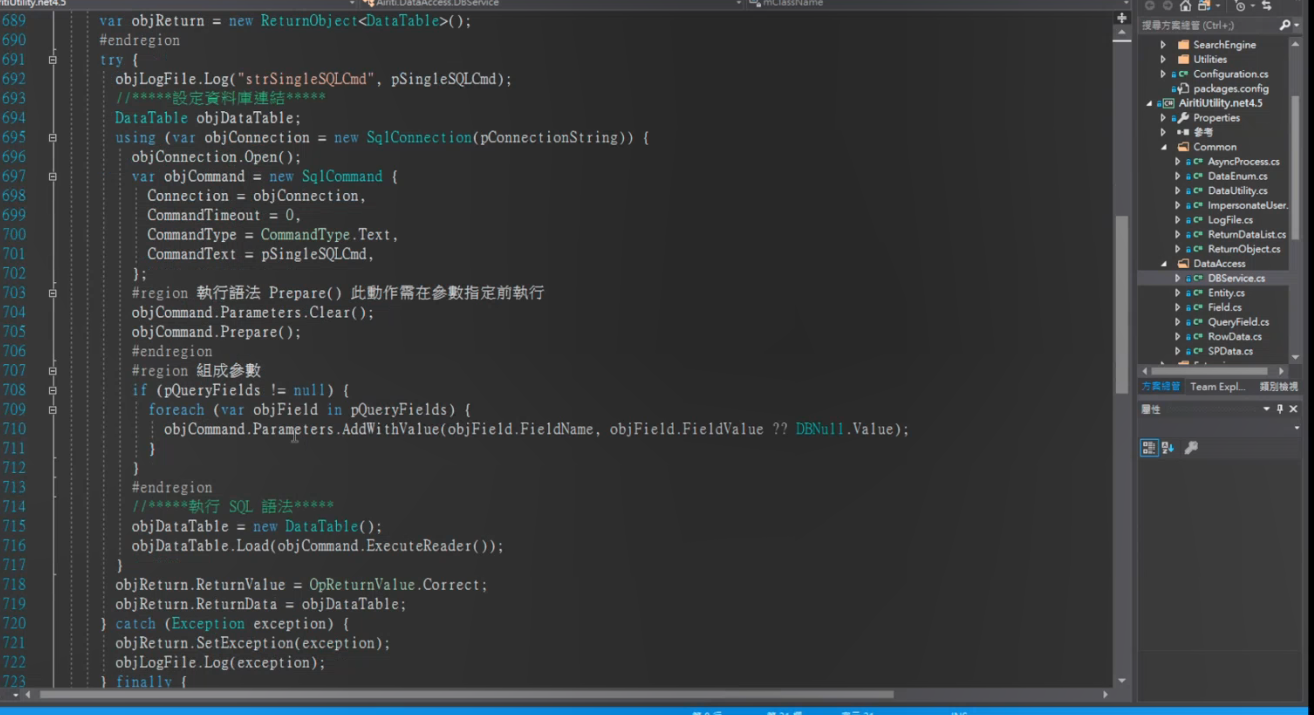 Airiti.DataAccess.DBService
mClassName
689 var objReturn = new ReturnObject<DataTable>();
690 #endregion
691 try {
692 objLogFile.Log("strSingleSQLCmd", pSingleSQLCmd);
693 //*****設定資料庫連結*****
694 DataTable objDataTable;
695 using (var objConnection = new SqlConnection(pConnectionString)) {
696 objConnection.Open();
697 var objCommand = new SqlCommand {
698 Connection = objConnection,
699 CommandTimeout = 0,
700 CommandType = CommandType.Text,
701 CommandText = pSingleSQLCmd,
702 };
703 #region 執行語法 Prepare() 此動作需在參數指定前執行
704 objCommand.Parameters.Clear();
705 objCommand.Prepare();
706 #endregion
707 #region 組成參數
708 if (pQueryFields != null) {
709 foreach (var objField in pQueryFields) {
710 objCommand.Parameters.AddWithValue(objField.FieldName, objField.FieldValue ?? DBNull.Value);
711 }
712 }
713 #endregion
714 //*****執行 SQL 語法*****
715 objDataTable = new DataTable();
716 objDataTable.Load(objCommand.ExecuteReader());
717 }
718 objReturn.ReturnValue = OpReturnValue.Correct;
719 objReturn.ReturnData = objDataTable;
720 } catch (Exception exception) {
721 objReturn.SetException(exception);
722 objLogFile.Log(exception);
723 } finally {
搜尋方案總管 (Ctrl+;)
SearchEngine
Utilities
Configuration.cs
packages.config
AiritiUtility.net4.5
Properties
參考
Common
AsyncProcess.cs
DataEnum.cs
DataUtility.cs
ImpersonateUser.
LogFile.cs
ReturnDataList.cs
ReturnObject.cs
DataAccess
DBService.cs
Entity.cs
Field.cs
QueryField.cs
RowData.cs
SPData.cs
方案總管 Team Expl... 類別檢視
屬性